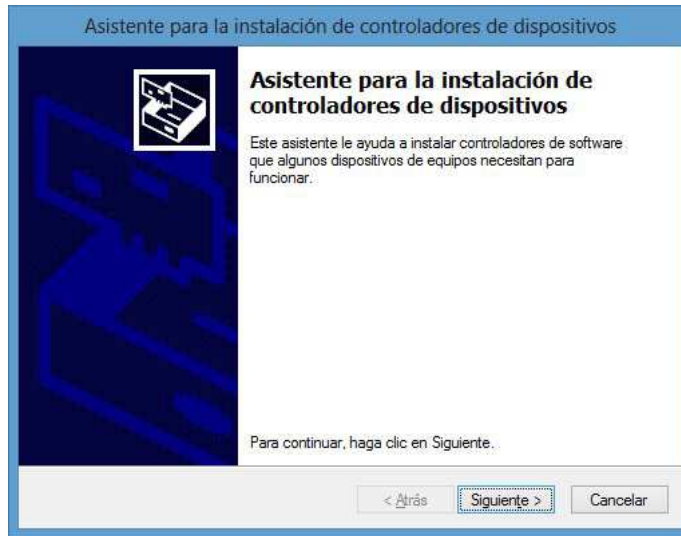 Asistente para la instalación de controladores de dispositivos
Asistente para la instalación de
controladores de dispositivos
Este asistente le ayuda a instalar controladores de software
que algunos dispositivos de equipos necesitan para
funcionar.
Para continuar, haga clic en Siguiente.
< Atrás Siguiente > Cancelar